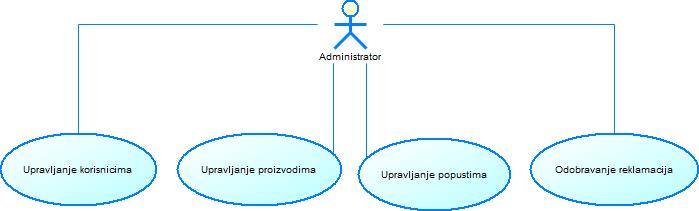 Administrator
Upravljanje korisnicima
Upravljanje proizvodima
Upravljanje popustima
Odobravanje reklamacija